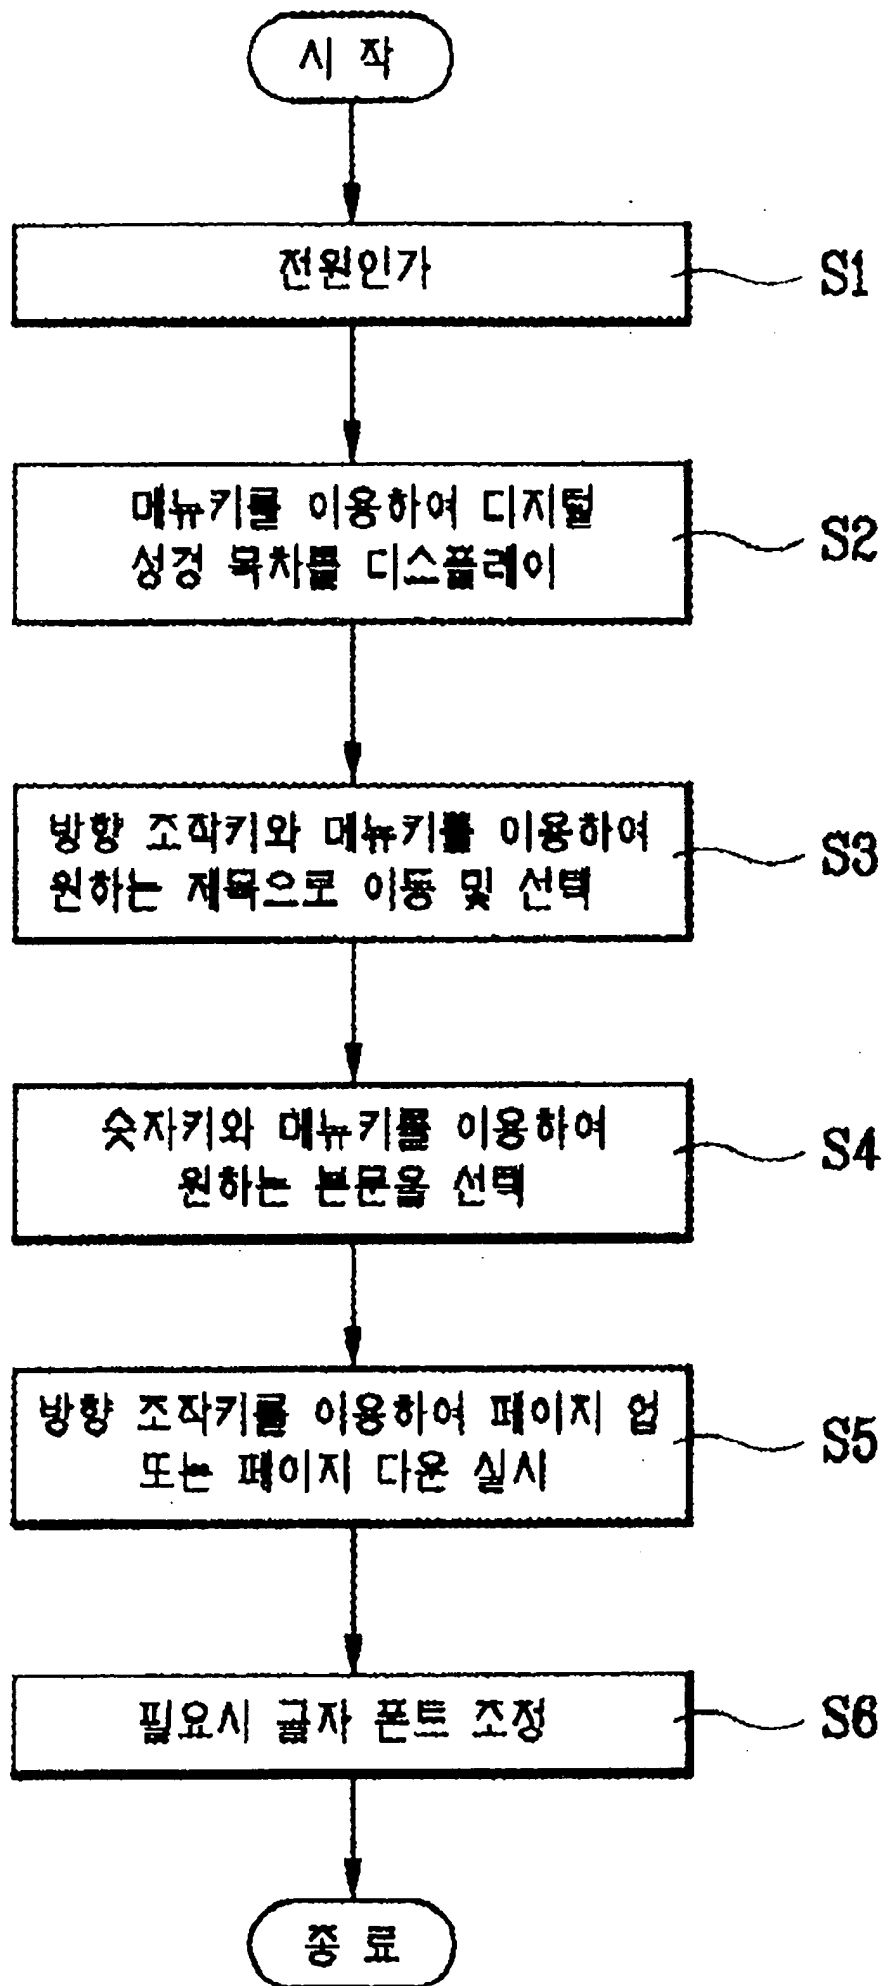 시 작
전원인가
S1
메뉴키를 이용하여 디지털
성경 목차를 디스플레이
S2
방향 조작키와 메뉴키를 이용하여
원하는 제목으로 이동 및 선택
S3
숫자키와 메뉴키를 이용하여
원하는 본문을 선택
S4
방향 조작키를 이용하여 페이지 업
또는 페이지 다운 실시
S5
필요시 글자 폰트 조정
S6
종 료